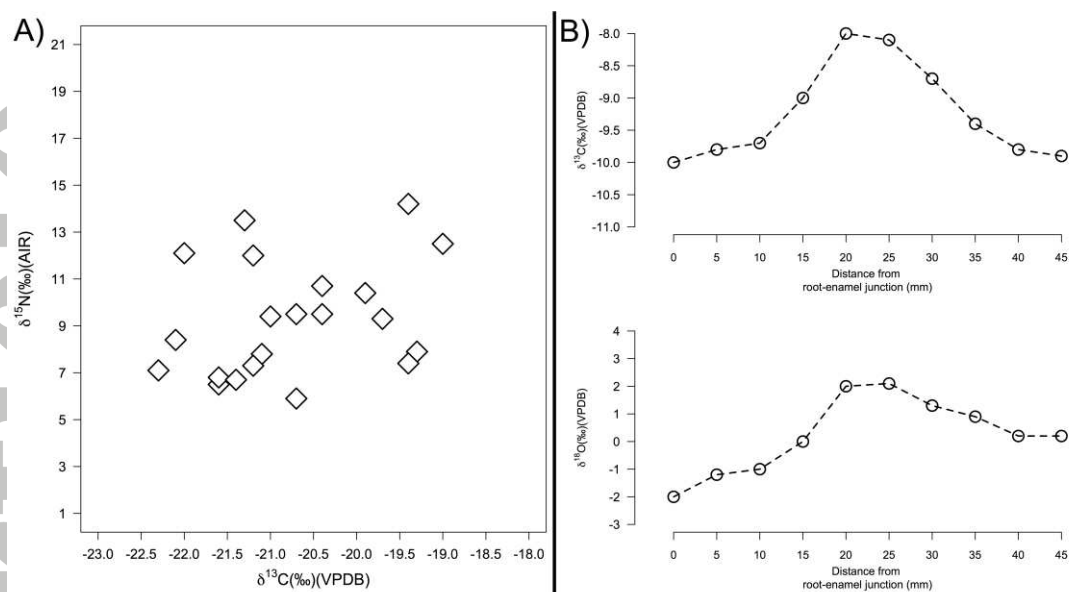 A)
21
19
17
15
13
11
9
7
5
3
1
δ15N(‰)(AIR)
-23.0 -22.5 -22.0 -21.5 -21.0 -20.5 -20.0 -19.5 -19.0 -18.5 -18.0
δ13C(‰)(VPDB)
B)
-8.0
-8.5
-9.0
-9.5
-10.0
-10.5
-11.0
δ13C(‰)(VPDB)
0 5 10 15 20 25 30 35 40 45
Distance from
root-enamel junction (mm)
4
3
2
1
0
-1
-2
-3
δ18O(‰)(VPDB)
0 5 10 15 20 25 30 35 40 45
Distance from
root-enamel junction (mm)